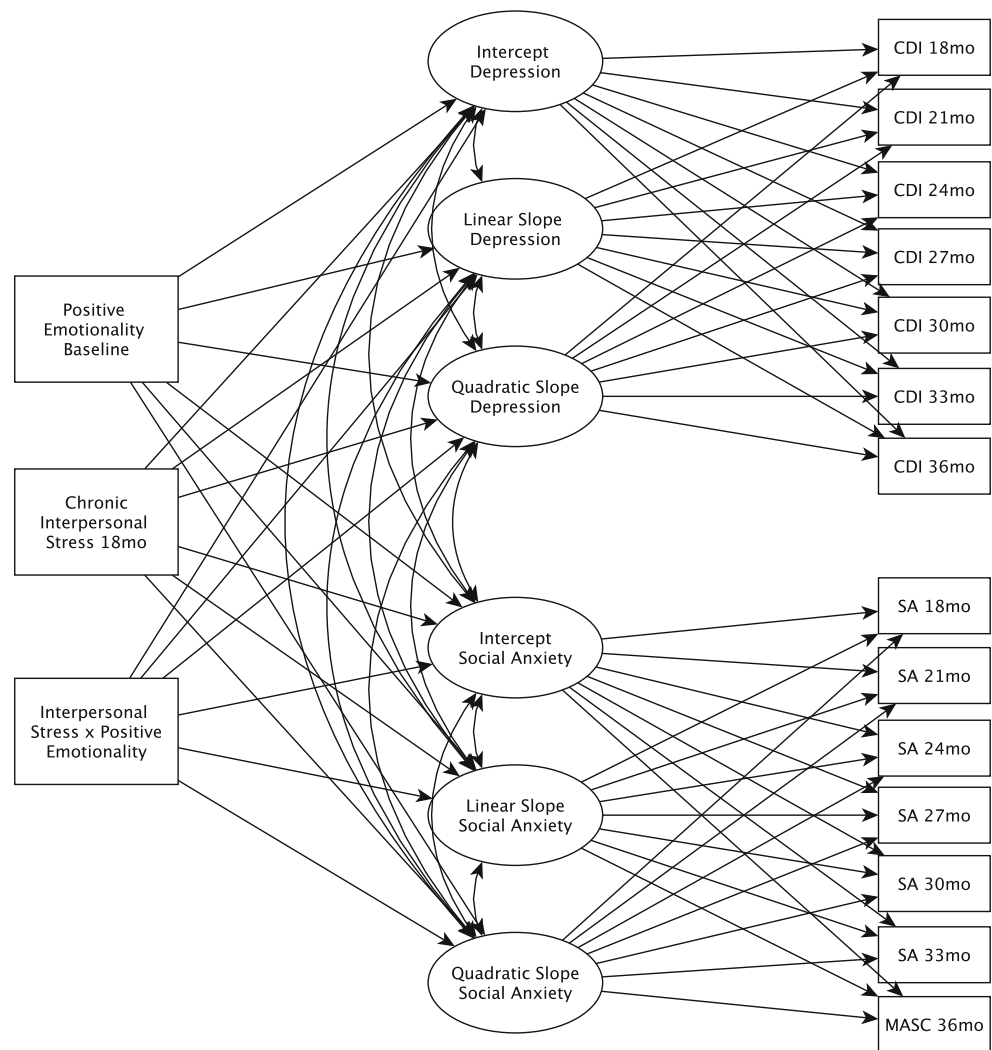 Positive
Emotionality
Baseline
Chronic
Interpersonal
Stress 18mo
Interpersonal
Stress x Positive
Emotionality
Intercept
Depression
Linear Slope
Depression
Quadratic Slope
Depression
Intercept
Social Anxiety
Linear Slope
Social Anxiety
Quadratic Slope
Social Anxiety
CDI 18mo
CDI 21mo
CDI 24mo
CDI 27mo
CDI 30mo
CDI 33mo
CDI 36mo
SA 18mo
SA 21mo
SA 24mo
SA 27mo
SA 30mo
SA 33mo
MASC 36mo